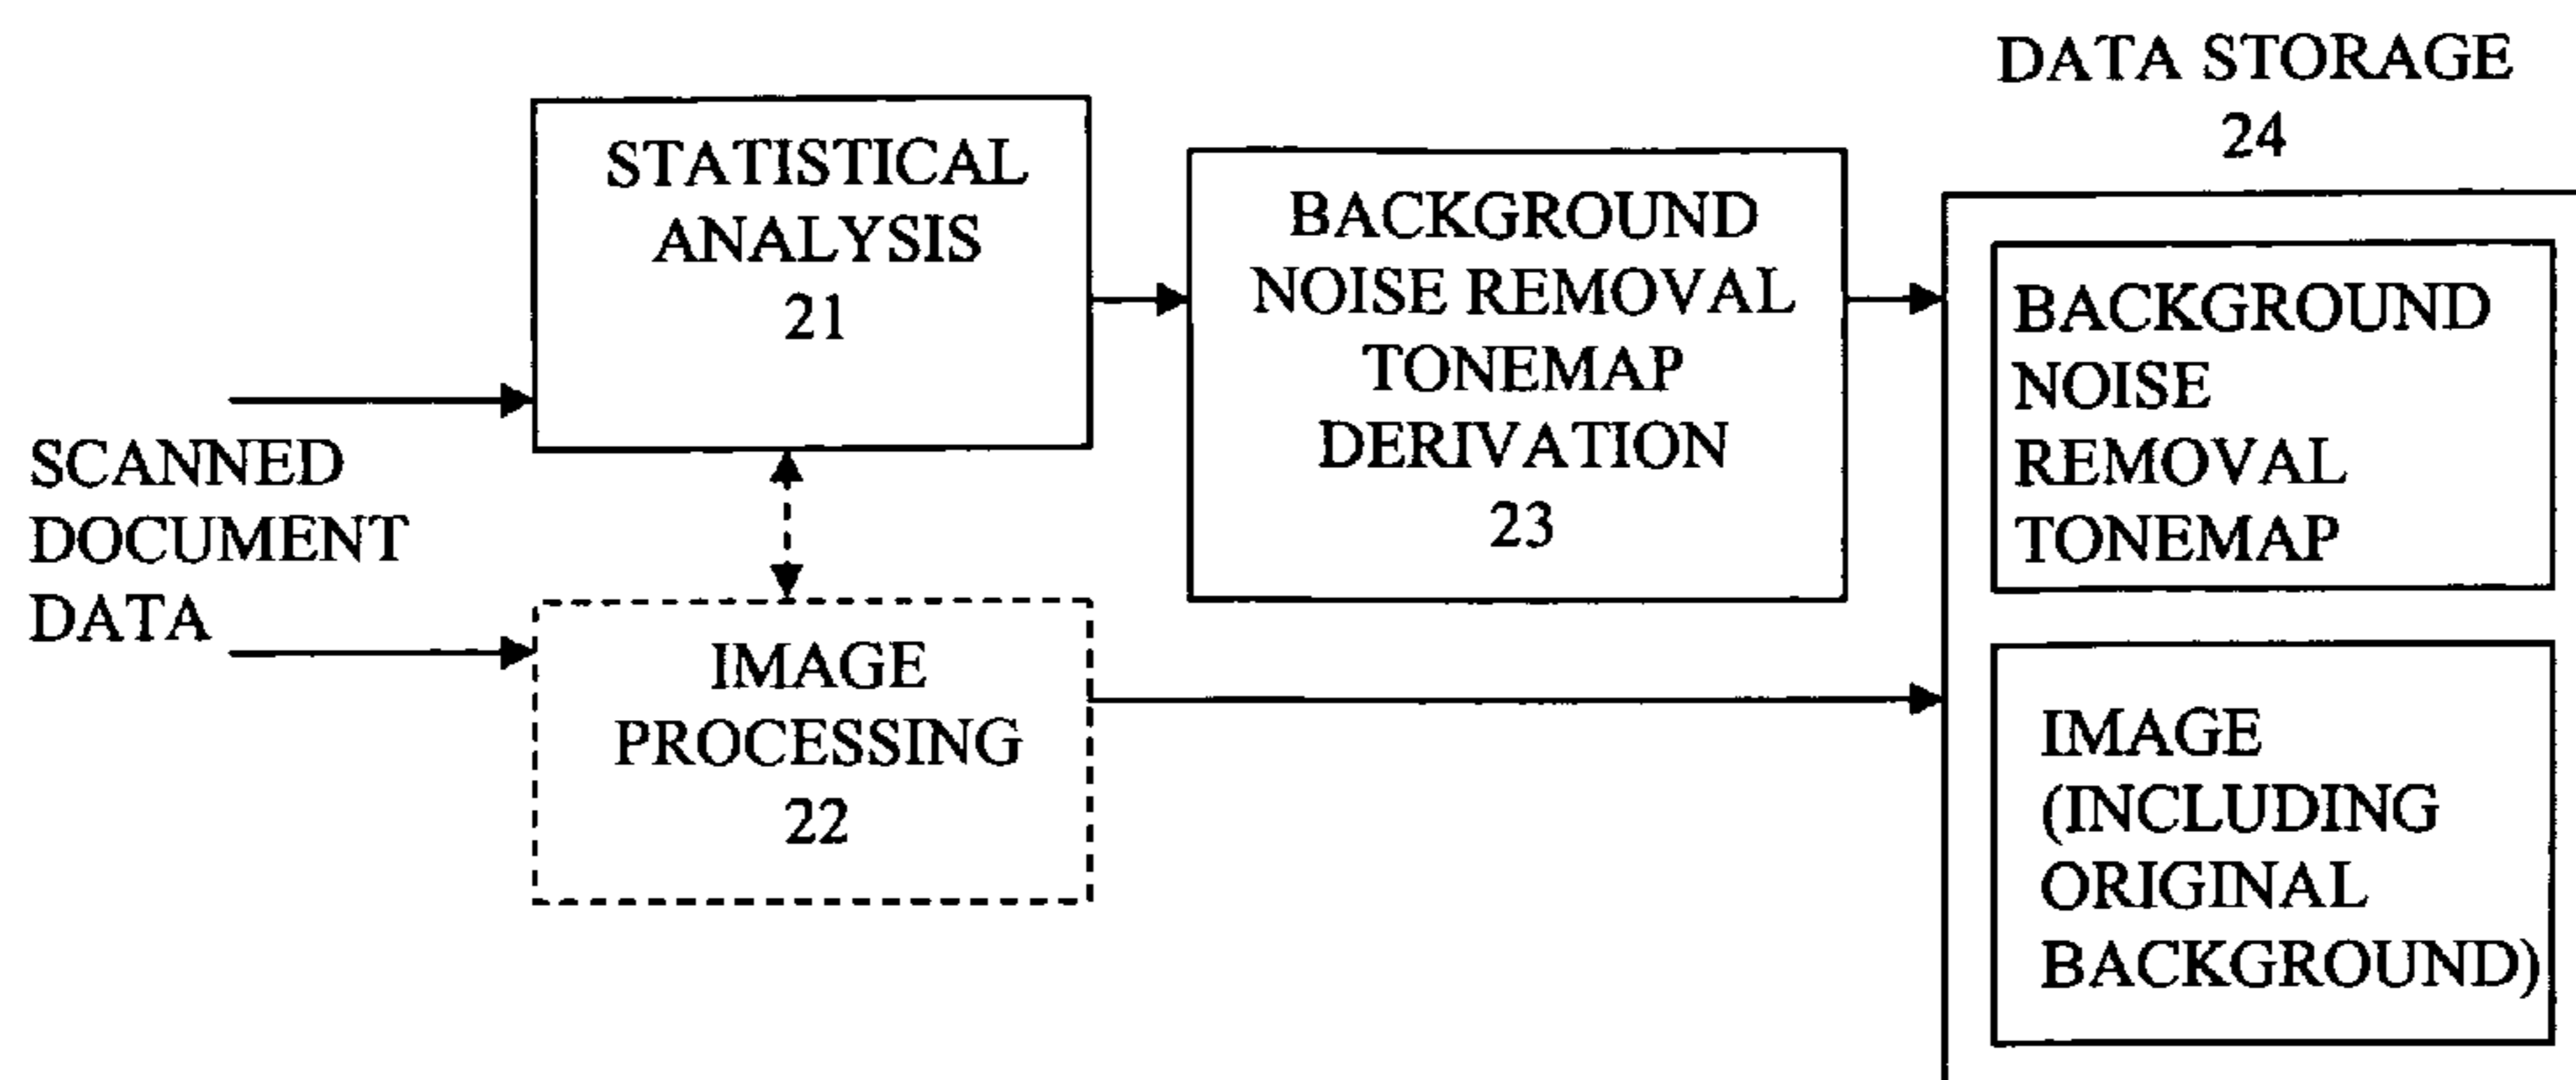 SCANNED
DOCUMENT
DATA
STATISTICAL
ANALYSIS
21
IMAGE
PROCESSING
22
BACKGROUND
NOISE REMOVAL
TONEMAP
DERIVATION
23
DATA STORAGE
24
BACKGROUND
NOISE
REMOVAL
TONEMAP
IMAGE
(INCLUDING
ORIGINAL
BACKGROUND)